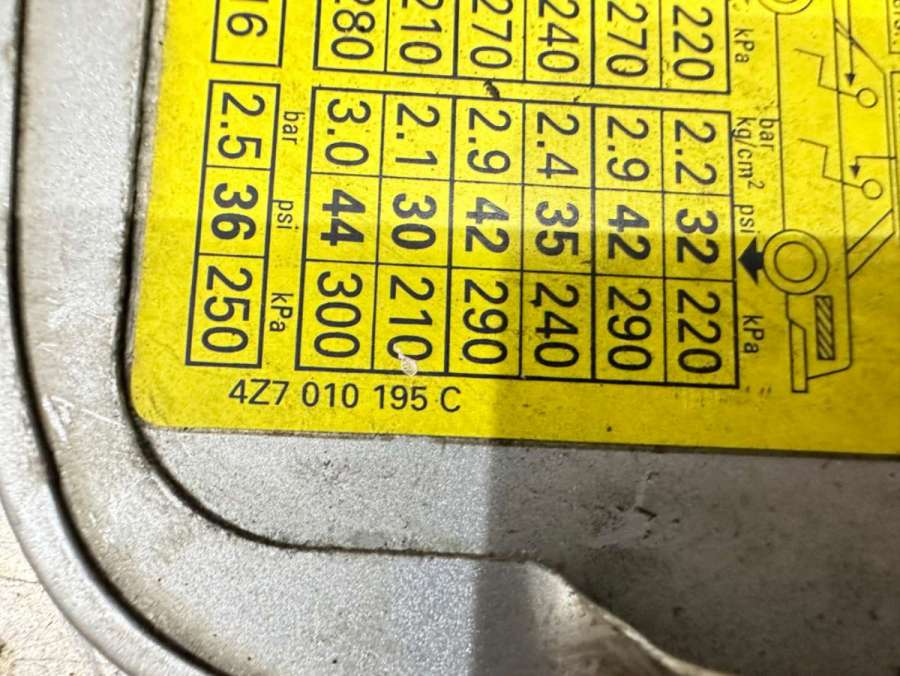 bar
kPa kg/cm² psi kPa
220 2.2 32 220
270 2.9 42 290
240 2.4 35 240
270 2.9 42 290
210 2.1 30 210
280 3.0 44 300
bar psi kPa
2.5 36 250
4Z7 010 195 C